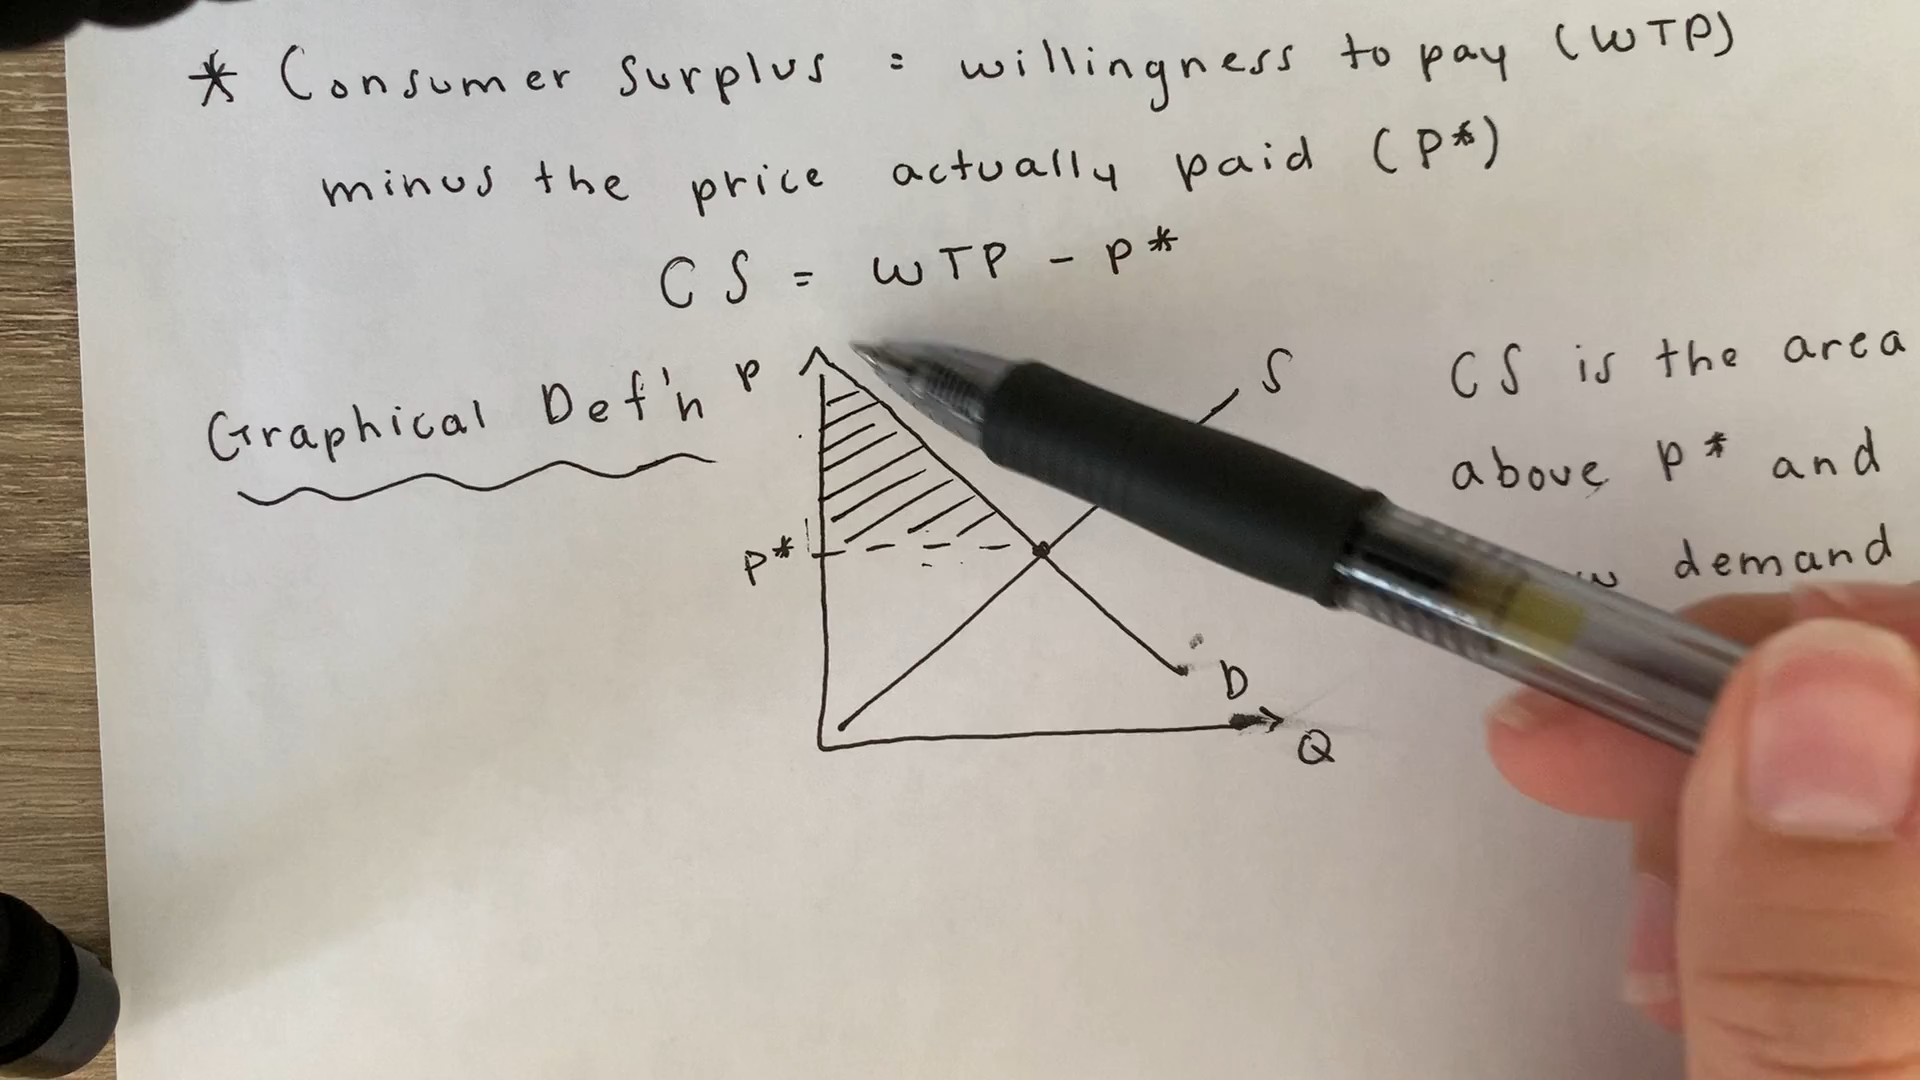 * Consumer Surplus = willingness to pay (WTP)
minus the price actually paid (P*)
CS = WTP - P*
Graphical Def'n
P
S
P*
D
Q
CS is the area
above P* and
demand